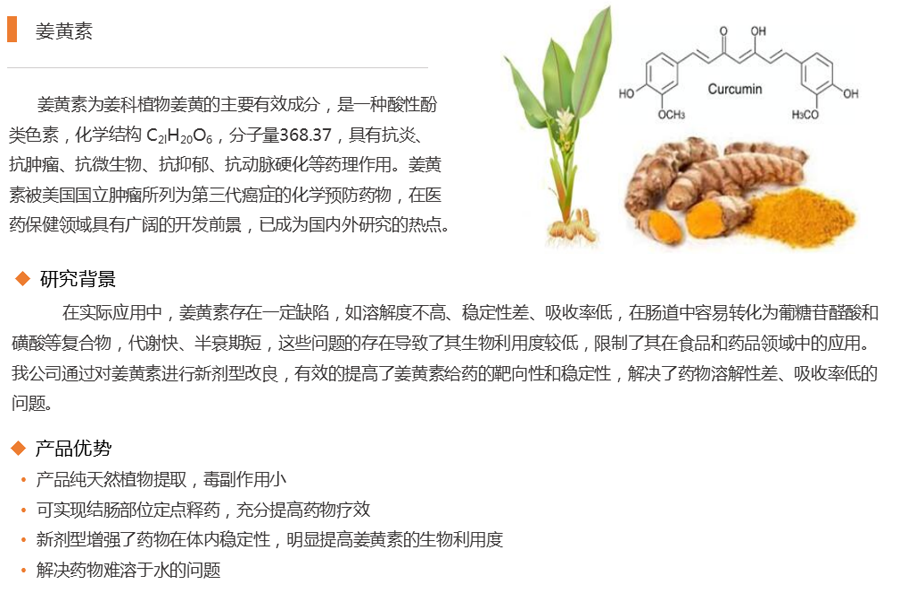 姜黄素
姜黄素为姜科植物姜黄的主要有效成分，是一种酸性酚
类色素，化学结构 C2IH20O6，分子量368.37，具有抗炎、
抗肿瘤、抗微生物、抗抑郁、抗动脉硬化等药理作用。姜黄
素被美国国立肿瘤所列为第三代癌症的化学预防药物，在医
药保健领域具有广阔的开发前景，已成为国内外研究的热点。
O
OH
HO
OCH3
Curcumin
H3CO
OH
研究背景
在实际应用中，姜黄素存在一定缺陷，如溶解度不高、稳定性差、吸收率低，在肠道中容易转化为葡糖苷醛酸和
磺酸等复合物，代谢快、半衰期短，这些问题的存在导致了其生物利用度较低，限制了其在食品和药品领域中的应用。
我公司通过对姜黄素进行新剂型改良，有效的提高了姜黄素给药的靶向性和稳定性，解决了药物溶解性差、吸收率低的
问题。
产品优势
• 产品纯天然植物提取，毒副作用小
• 可实现结肠部位定点释药，充分提高药物疗效
• 新剂型增强了药物在体内稳定性，明显提高姜黄素的生物利用度
• 解决药物难溶于水的问题